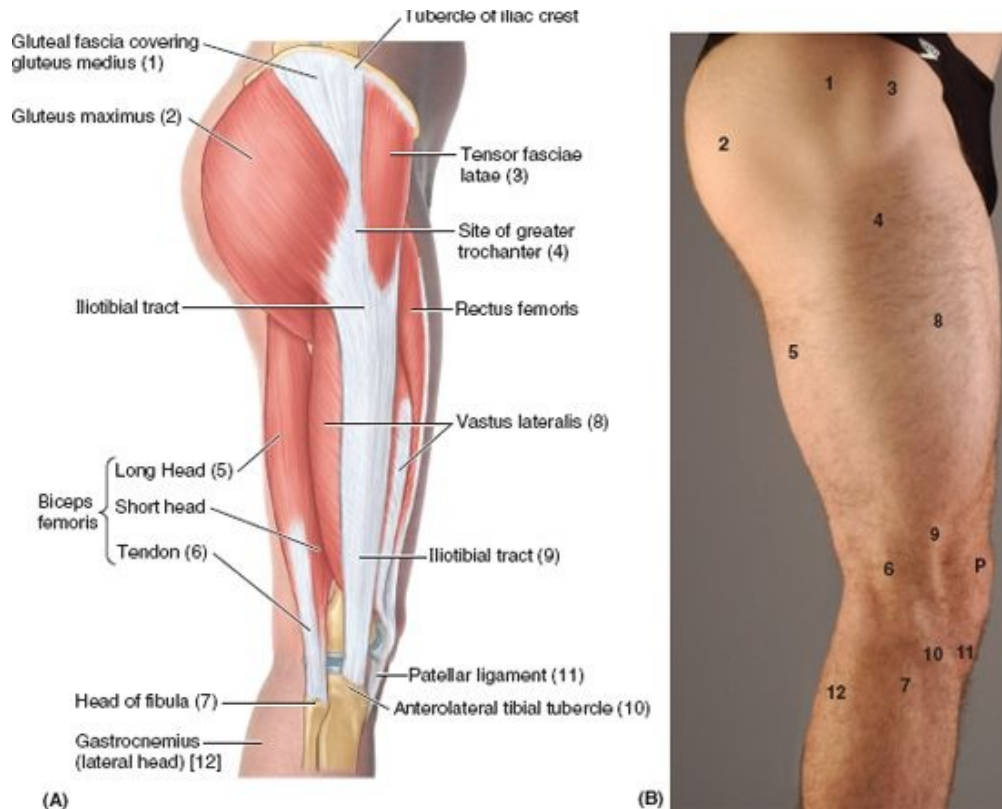 Tubercle of iliac crest
Gluteal fascia covering
gluteus medius (1)
Gluteus maximus (2)
Tensor fasciae
latae (3)
Site of greater
trochanter (4)
Iliotibial tract
Rectus femoris
Vastus lateralis (8)
Long Head (5)
Biceps
femoris
Short head
Tendon (6)
Iliotibial tract (9)
Patellar ligament (11)
Head of fibula (7)
Anterolateral tibial tubercle (10)
Gastrocnemius
(lateral head) [12]
(A)
1
3
2
4
8
5
9
6
P
10
11
12
7
(B)